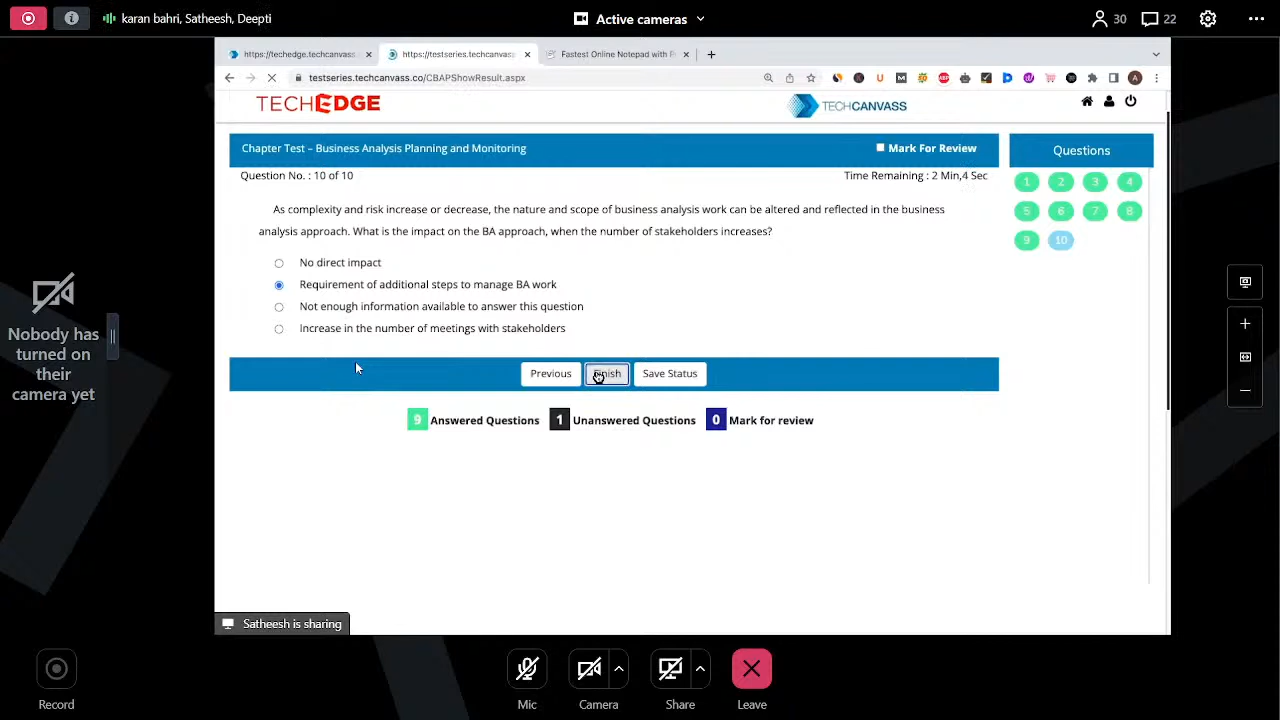 karan bahri, Satheesh, Deepti
Active cameras
30
22
https://techedge.techcanvass
https://testseries.techcanvass
Fastest Online Notepad with
testseries.techcanvass.co/CBAPShowResult.aspx
TECHEDGE
TECHCANVASS
Chapter Test – Business Analysis Planning and Monitoring
Mark For Review
Questions
Question No. : 10 of 10
Time Remaining : 2 Min,4 Sec
1 2 3 4
5 6 7 8
9 10
As complexity and risk increase or decrease, the nature and scope of business analysis work can be altered and reflected in the business
analysis approach. What is the impact on the BA approach, when the number of stakeholders increases?
No direct impact
Requirement of additional steps to manage BA work
Not enough information available to answer this question
Increase in the number of meetings with stakeholders
Previous
Finish
Save Status
9 Answered Questions 1 Unanswered Questions 0 Mark for review
Nobody has
turned on
their
camera yet
Satheesh is sharing
Record
Mic
Camera
Share
Leave